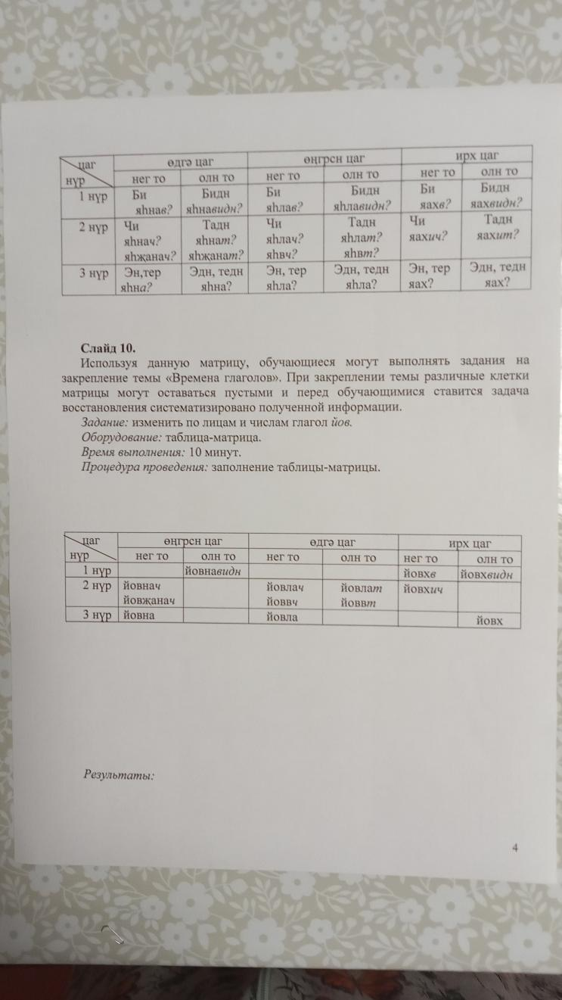 цаг өдгә цаг өңгрсн цаг ирх цаг
нүр нег то олн то нег то олн то нег то олн то
1 нүр Би Бидн Би Бидн Би Бидн
яһнав? яһнавидн? яһлав? яһлавидн? яахв? яахвидн?
2 нүр Чи Тадн Чи Тадн Чи Тадн
яһнач? яһнат? яһлач? яһлат? яахич? яахит?
яһҗанач? яһҗанат? яһвч? яһвт?
3 нүр Эн,тер Эдн, тедн Эн, тер Эдн, тедн Эн, тер Эдн, тедн
яһна? яһна? яһла? яһла? яах? яах?
Слайд 10.
Используя данную матрицу, обучающиеся могут выполнять задания на
закрепление темы «Времена глаголов». При закреплении темы различные клетки
матрицы могут оставаться пустыми и перед обучающимися ставится задача
восстановления систематизировано полученной информации.
Задание: изменить по лицам и числам глагол йов.
Оборудование: таблица-матрица.
Время выполнения: 10 минут.
Процедура проведения: заполнение таблицы-матрицы.
цаг өңгрсн цаг өдгә цаг ирх цаг
нүр нег то олн то нег то олн то нег то олн то
1 нүр йовнавидн йовхв йовхвидн
2 нүр йовнач йовлач йовлат йовхич
йовҗанач йоввч йоввт
3 нүр йовна йовла йовх
Результаты:
4